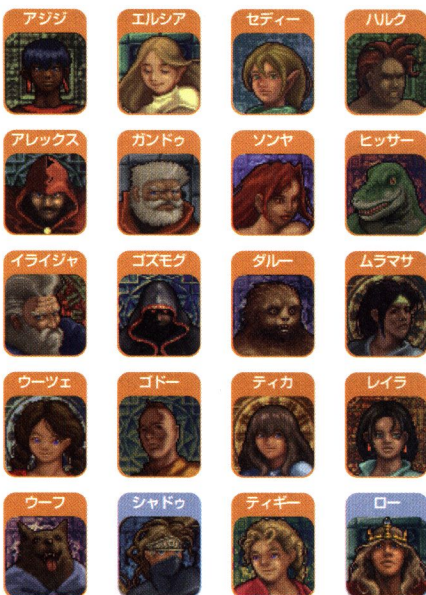 アジジ
エルシア
セディー
ハルク
アレックス
ガンドゥ
ソンヤ
ヒッサー
イライジャ
ゴズモグ
ダルー
ムラマサ
ウーツェ
ゴドー
ティカ
レイラ
ウーフ
シャドゥ
ティギー
ロー